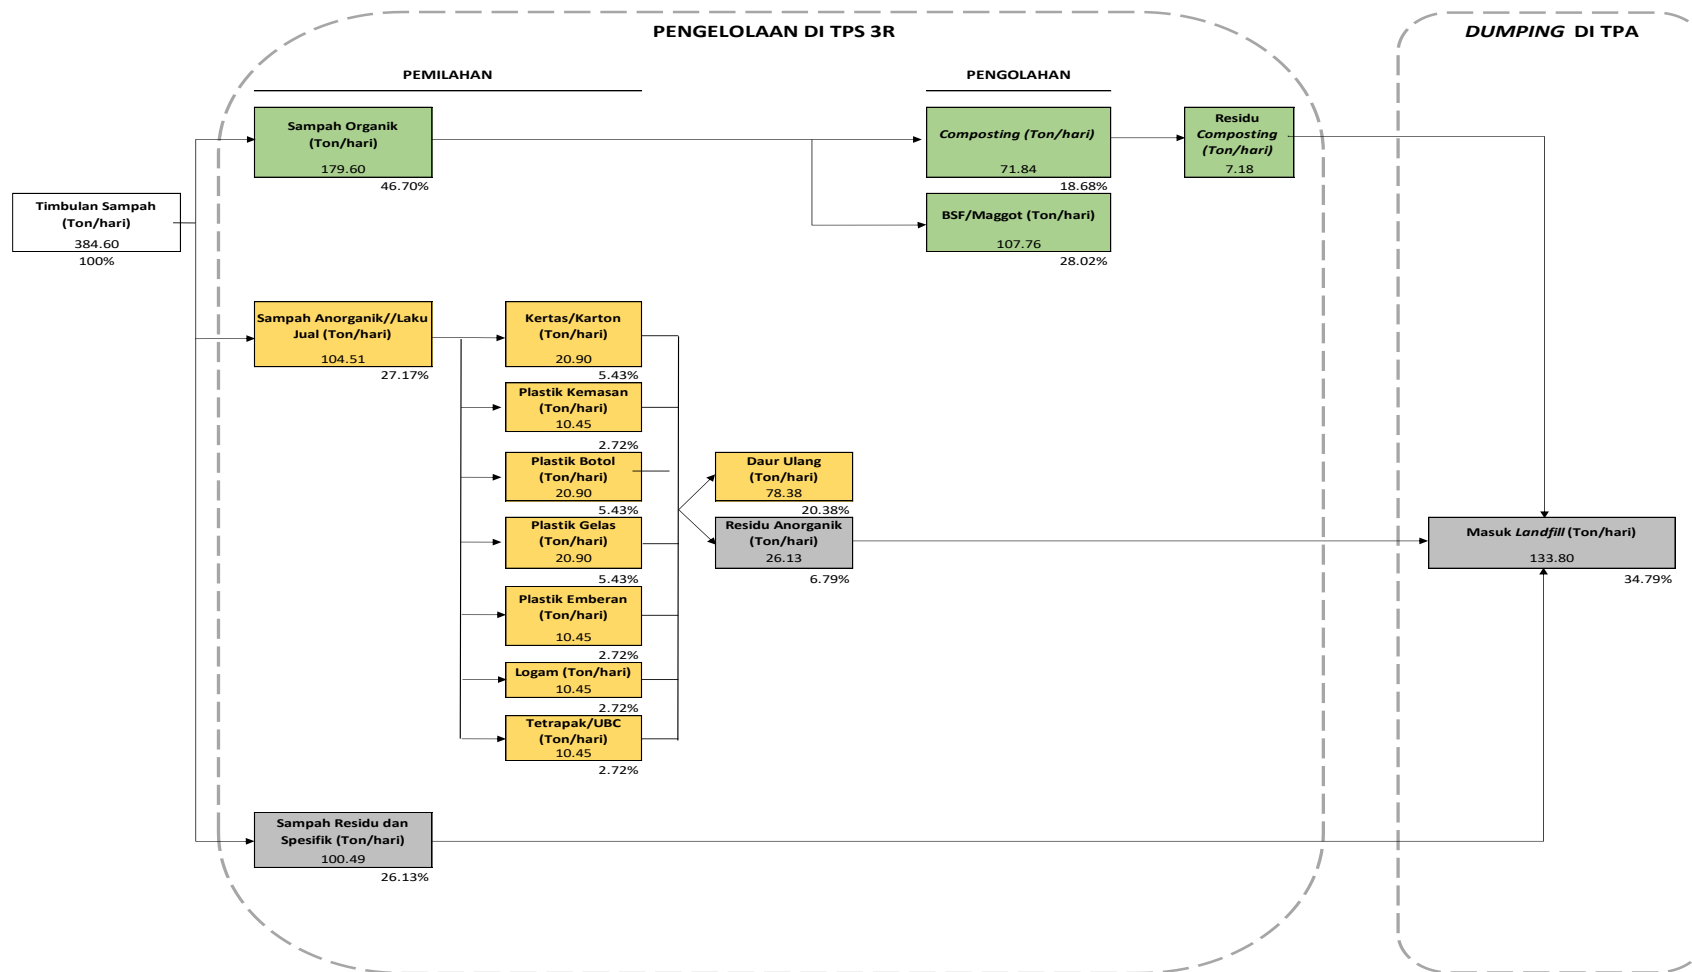 PENGELOLAAN DI TPS 3R
DUMPING DI TPA
PEMILAHAN
PENGOLAHAN
Sampah Organik
(Ton/hari)
179.60
46.70%
Composting (Ton/hari)
71.84
18.68%
Residu
Composting
(Ton/hari)
7.18
Timbulan Sampah
(Ton/hari)
384.60
100%
BSF/Maggot (Ton/hari)
107.76
28.02%
Sampah Anorganik//Laku
Jual (Ton/hari)
104.51
27.17%
Kertas/Karton
(Ton/hari)
20.90
5.43%
Plastik Kemasan
(Ton/hari)
10.45
2.72%
Plastik Botol
(Ton/hari)
20.90
5.43%
Plastik Gelas
(Ton/hari)
20.90
5.43%
Plastik Emberan
(Ton/hari)
10.45
2.72%
Logam (Ton/hari)
10.45
2.72%
Tetrapak/UBC
(Ton/hari)
10.45
2.72%
Daur Ulang
(Ton/hari)
78.38
20.38%
Residu Anorganik
(Ton/hari)
26.13
6.79%
Masuk Landfill (Ton/hari)
133.80
34.79%
Sampah Residu dan
Spesifik (Ton/hari)
100.49
26.13%